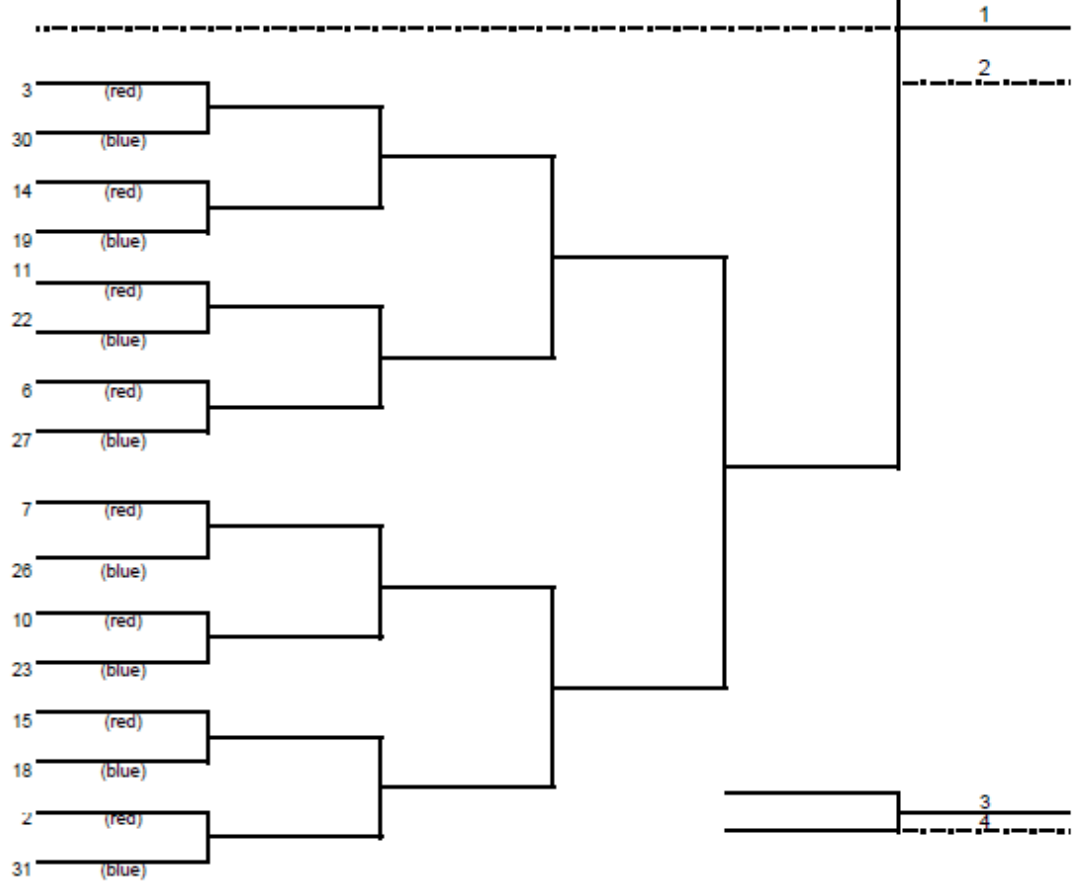 1
2
3 (red)
30 (blue)
14 (red)
19 (blue)
11 (red)
22 (blue)
6 (red)
27 (blue)
7 (red)
26 (blue)
10 (red)
23 (blue)
15 (red)
18 (blue)
2 (red)
3
4
31 (blue)